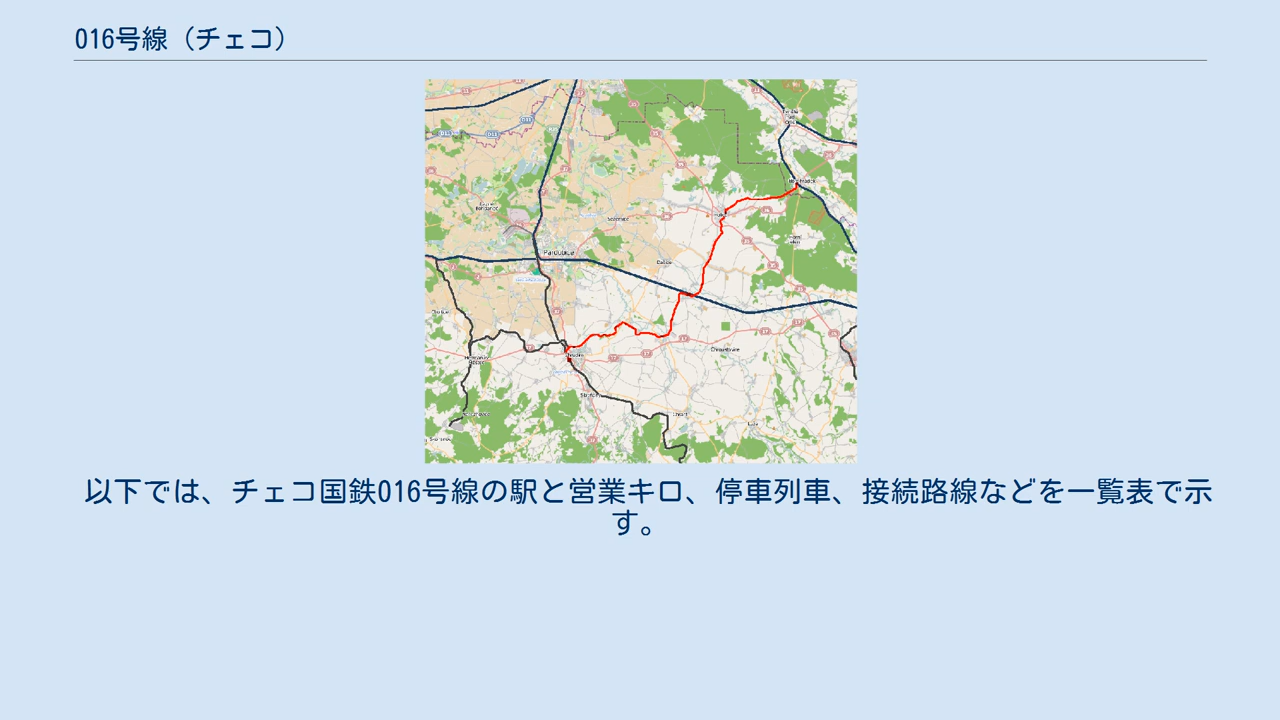 016号線（チェコ）
Pardubice
以下では、チェコ国鉄016号線の駅と営業キロ、停車列車、接続路線などを一覧表で示
す。